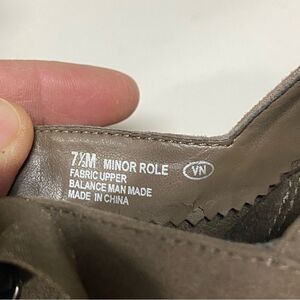 7½M MINOR ROLE VN
FABRIC UPPER
BALANCE MAN MADE
MADE IN CHINA